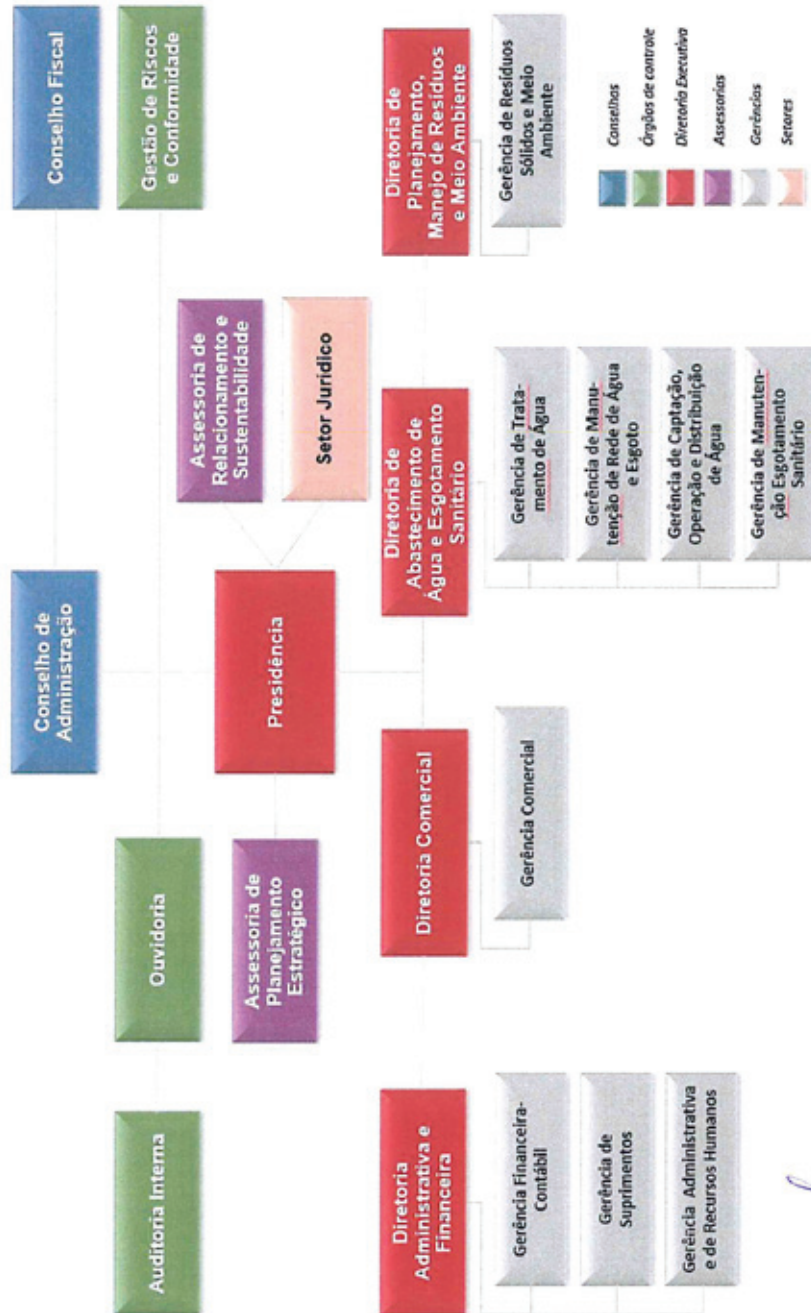 Conselho de
Administração
Conselho Fiscal
Auditoria Interna
Ouvidoria
Gestão de Riscos
e Conformidade
Assessoria de
Planejamento
Estratégico
Presidência
Assessoria de
Relacionamento e
Sustentabilidade
Setor Jurídico
Diretoria
Administrativa e
Financeira
Diretoria Comercial
Diretoria de
Abastecimento de
Água e Esgotamento
Sanitário
Diretoria de
Planejamento,
Manejo de Resíduos
e Meio Ambiente
Gerência Financeira-
Contábil
Gerência de
Suprimentos
Gerência Administrativa
e de Recursos Humanos
Gerência Comercial
Gerência de Trata-
mento de Água
Gerência de Manu-
tenção de Rede de Água
e Esgoto
Gerência de Captação,
Operação e Distribuição
de Água
Gerência de Manuten-
ção Esgotamento
Sanitário
Gerência de Resíduos
Sólidos e Meio
Ambiente
Conselhos
Órgãos de controle
Diretoria Executiva
Assessorias
Gerências
Setores